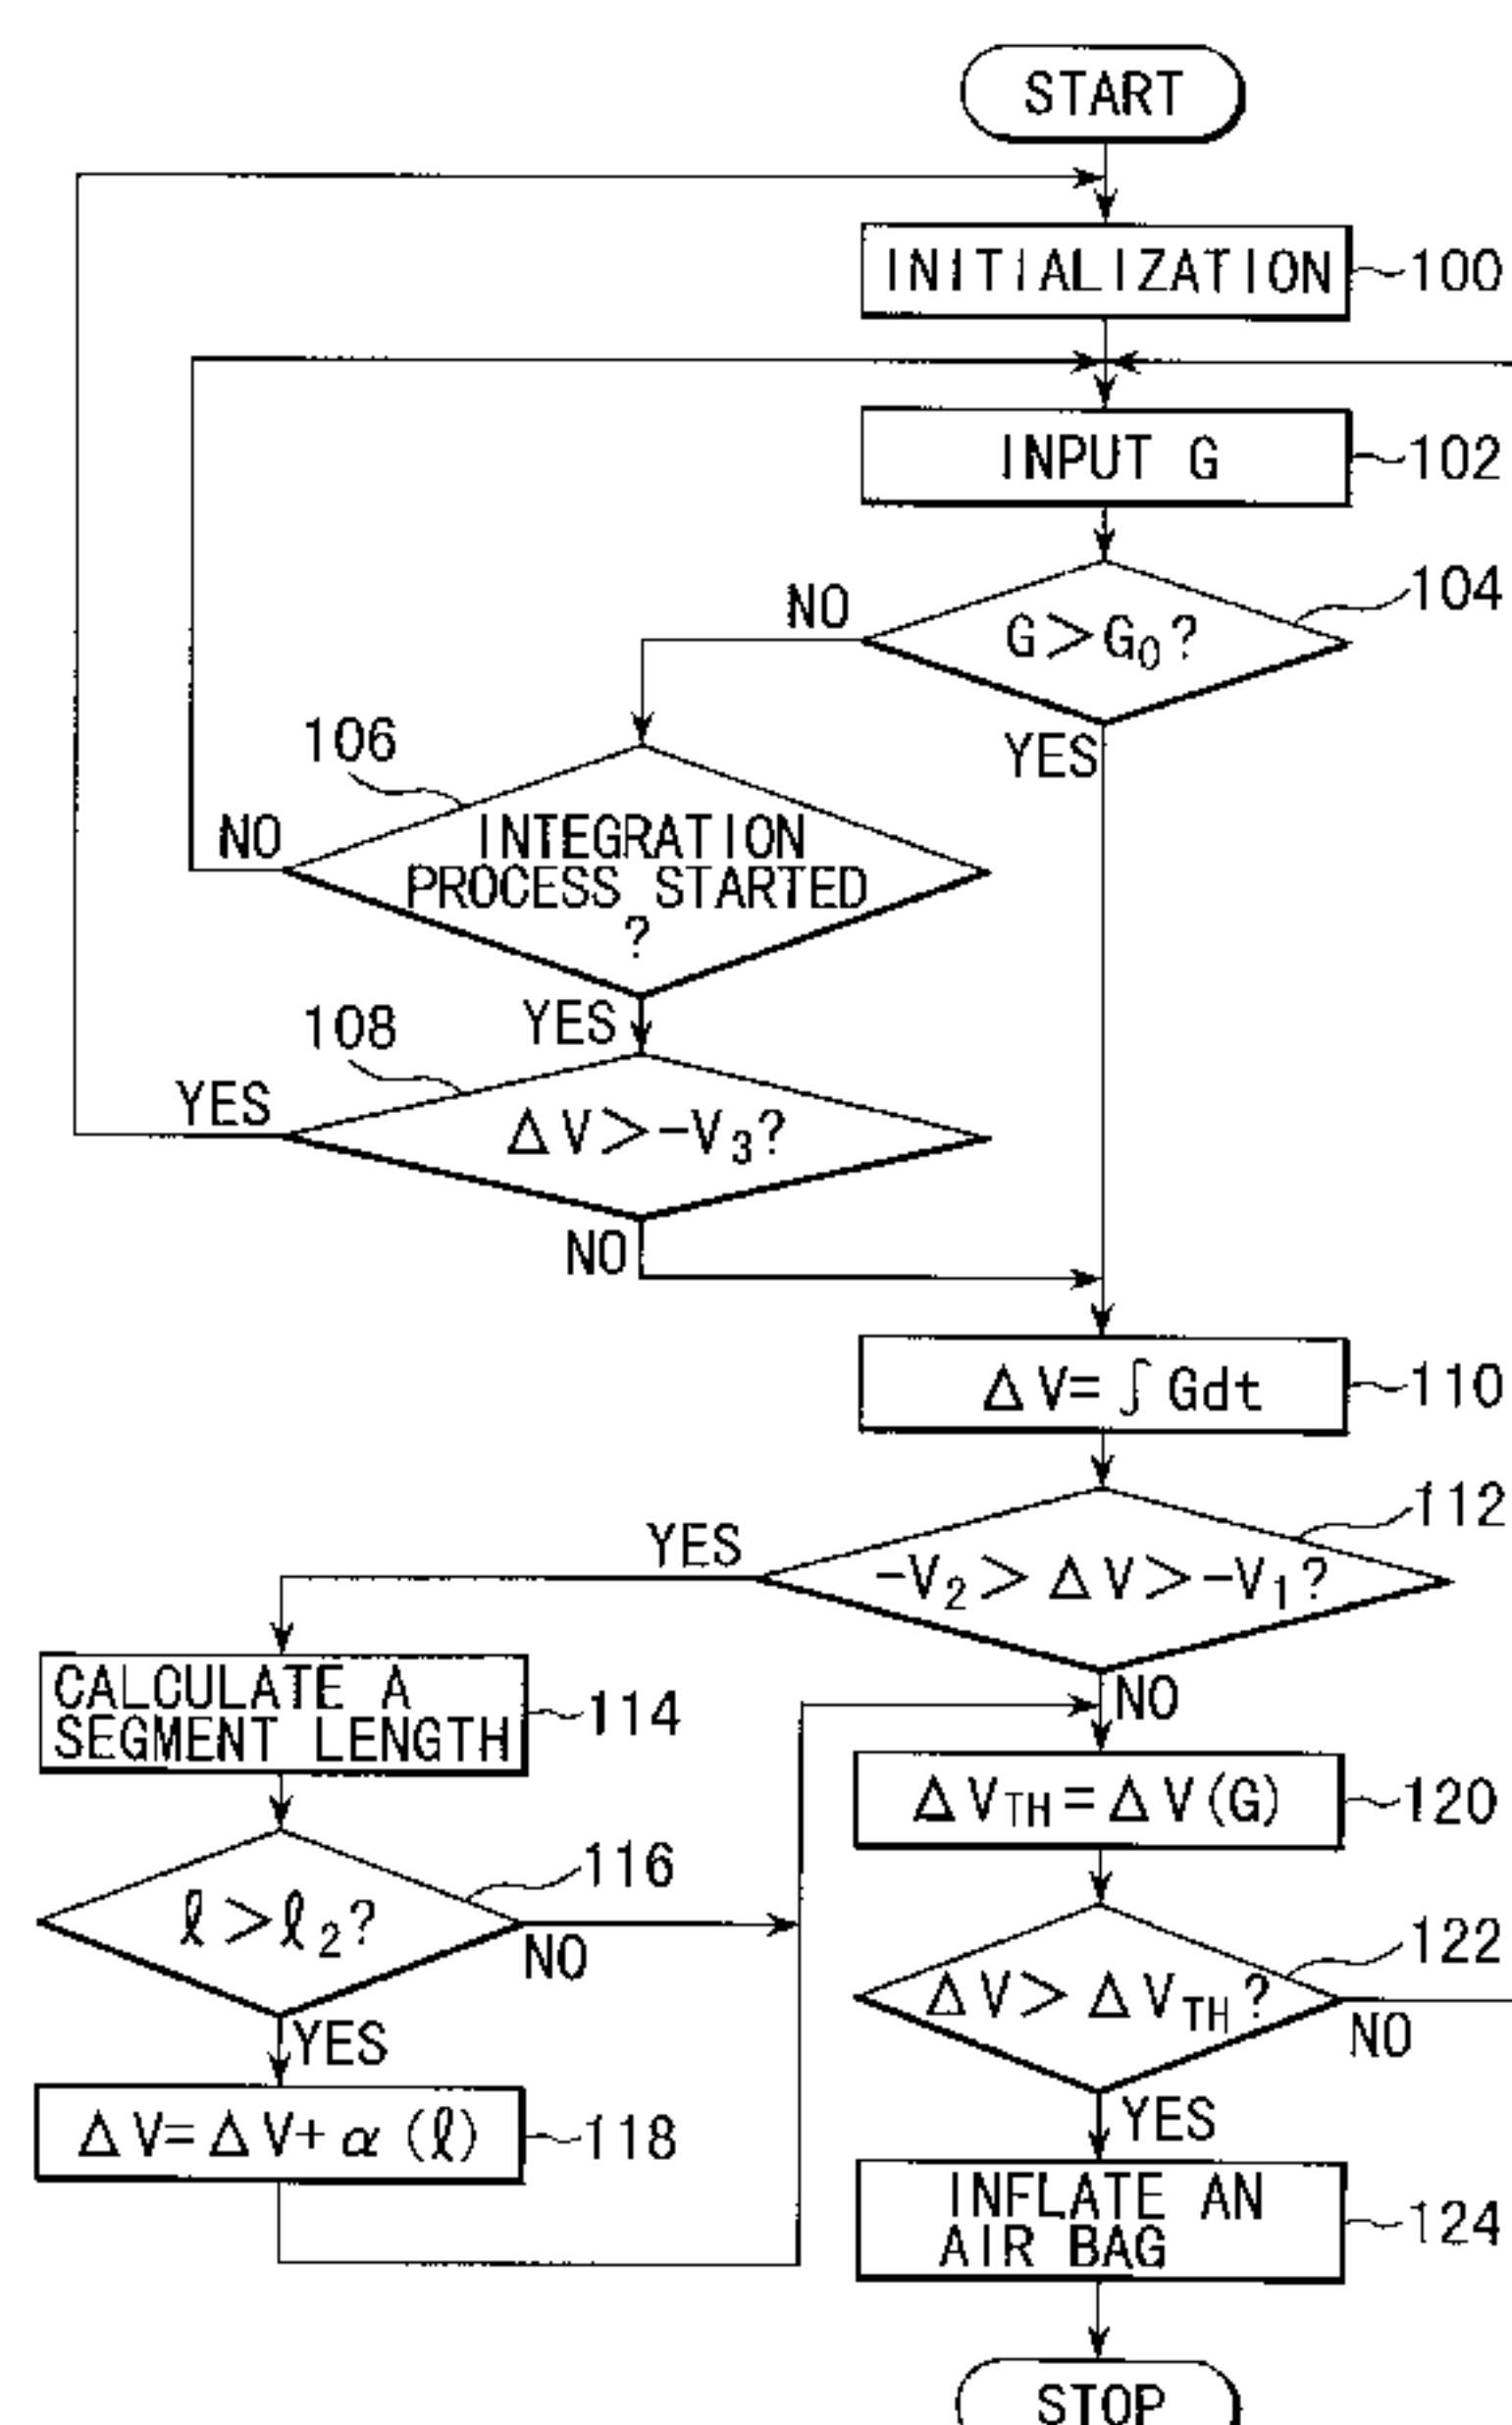 START
INITIALIZATION
100
INPUT G
102
104
NO
G>G₀?
YES
106
NO
INTEGRATION
PROCESS STARTED
?
YES
108
YES
ΔV>-V₃?
NO
ΔV=∫Gdt
110
112
YES
-V₂>ΔV>-V₁?
NO
CALCULATE A
SEGMENT LENGTH
114
ΔV_TH=ΔV(G)
120
116
ℓ>ℓ₂?
NO
122
ΔV>ΔV_TH?
NO
YES
YES
ΔV=ΔV+α(ℓ)
118
INFLATE AN
AIR BAG
124
STOP